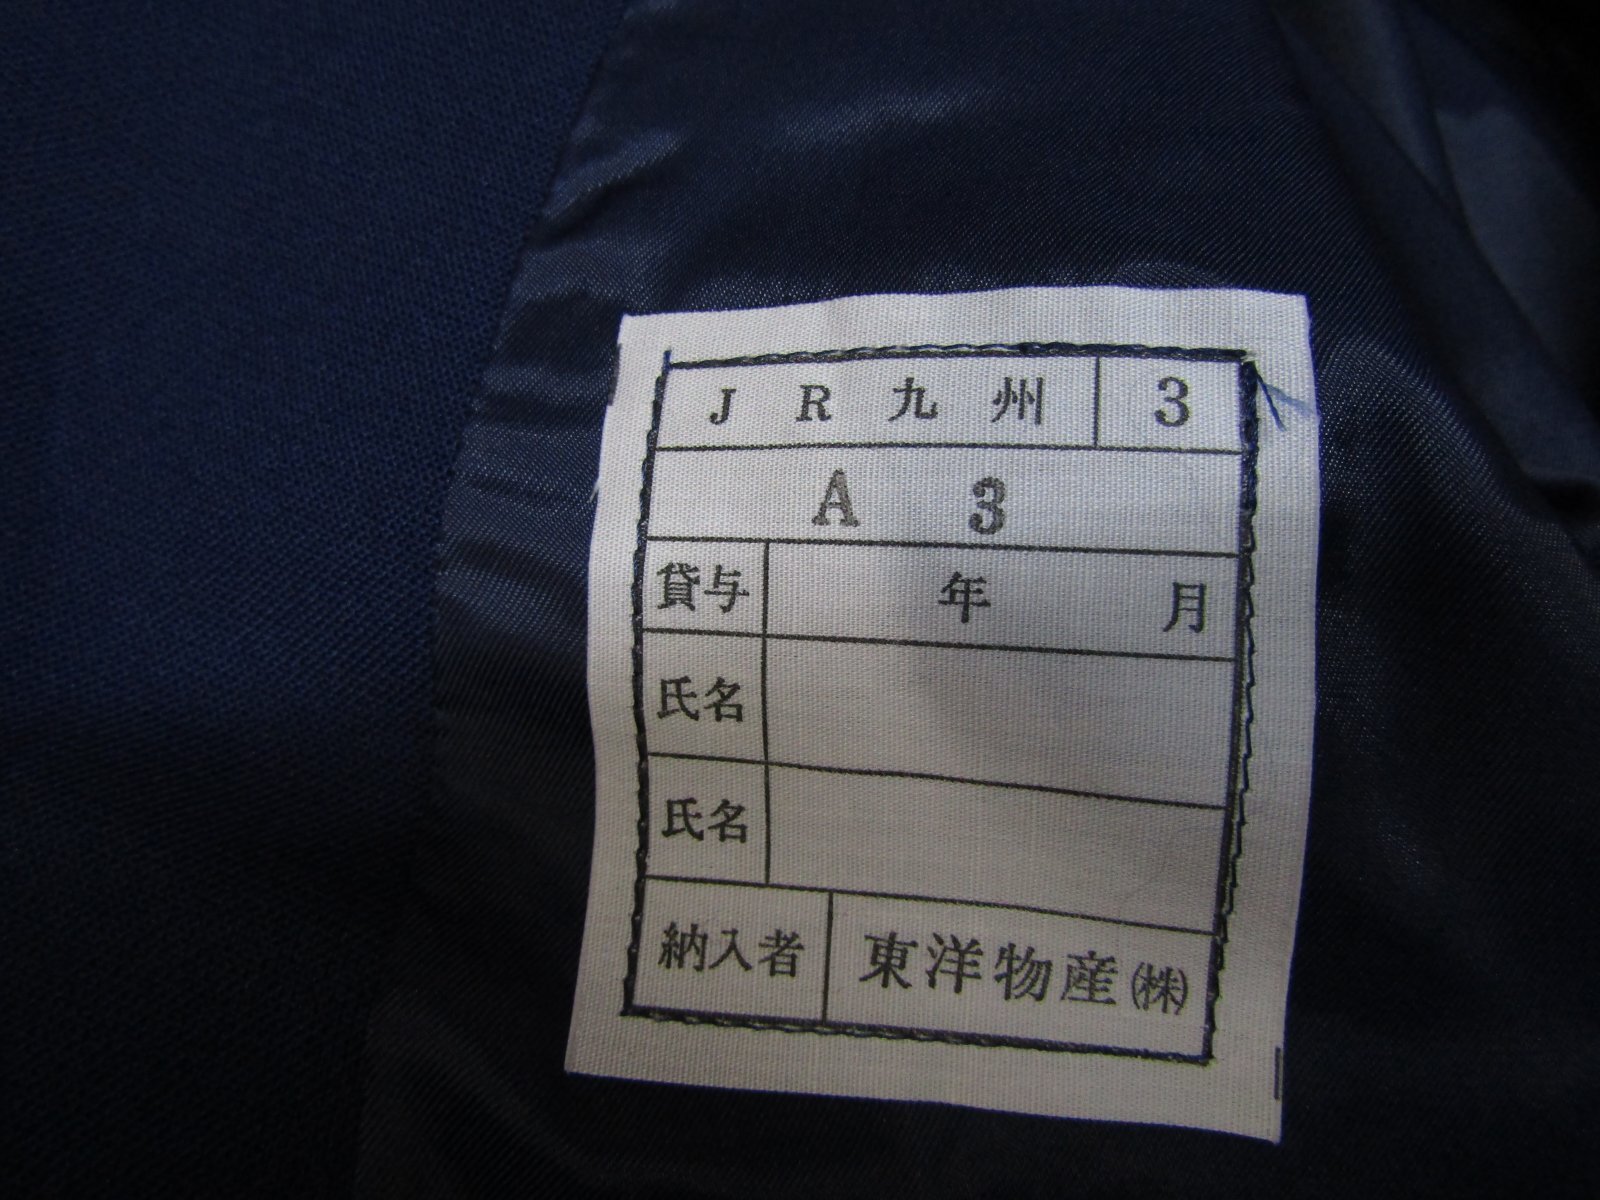 JR九州 3
A 3
貸与 年 月
氏名
氏名
納入者 東洋物産(株)